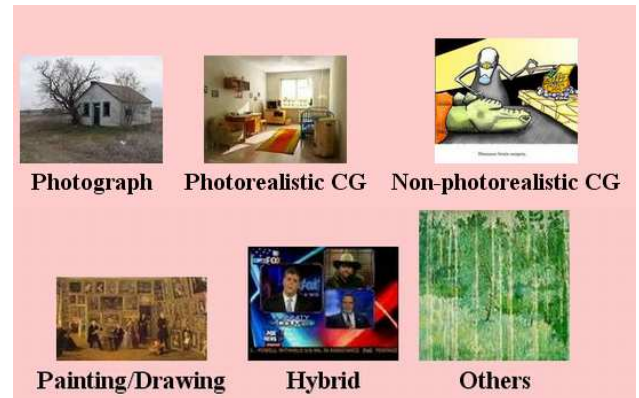 Photograph
Photorealistic CG
Non-photorealistic CG
Painting/Drawing
Hybrid
Others